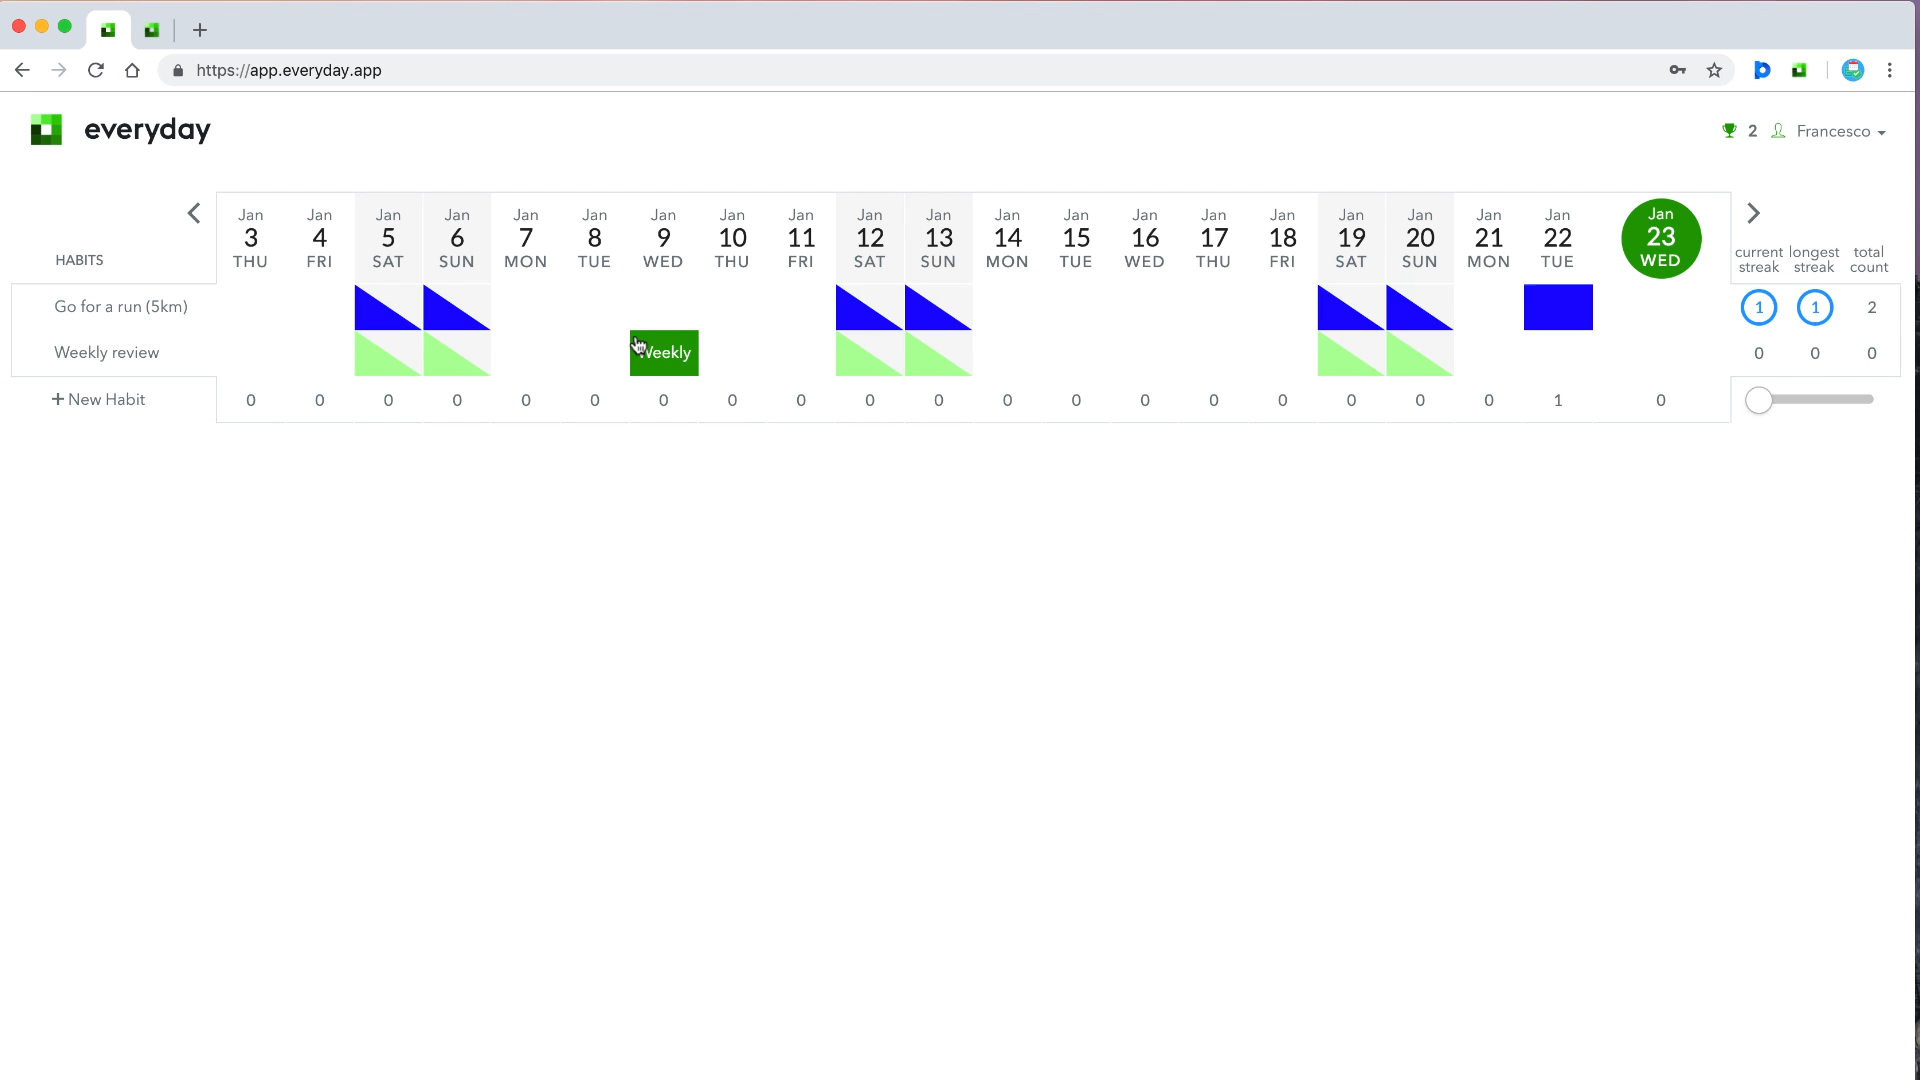 https://app.everyday.app
everyday
2 Francesco
Jan Jan Jan Jan Jan Jan Jan Jan Jan Jan Jan Jan Jan Jan Jan Jan Jan Jan Jan Jan Jan
3 4 5 6 7 8 9 10 11 12 13 14 15 16 17 18 19 20 21 22 23
THU FRI SAT SUN MON TUE WED THU FRI SAT SUN MON TUE WED THU FRI SAT SUN MON TUE WED
HABITS
current longest total
streak streak count
Go for a run (5km) 1 1 2
Weekly review Weekly 0 0 0
+ New Habit 0 0 0 0 0 0 0 0 0 0 0 0 0 0 0 0 0 0 0 1 0